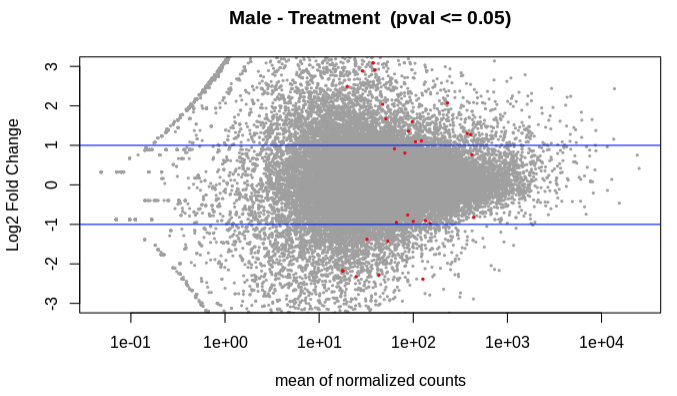 Male - Treatment  (pval <= 0.05)
Log2 Fold Change
3
2
1
0
-1
-2
-3
1e-01 1e+00 1e+01 1e+02 1e+03 1e+04
mean of normalized counts